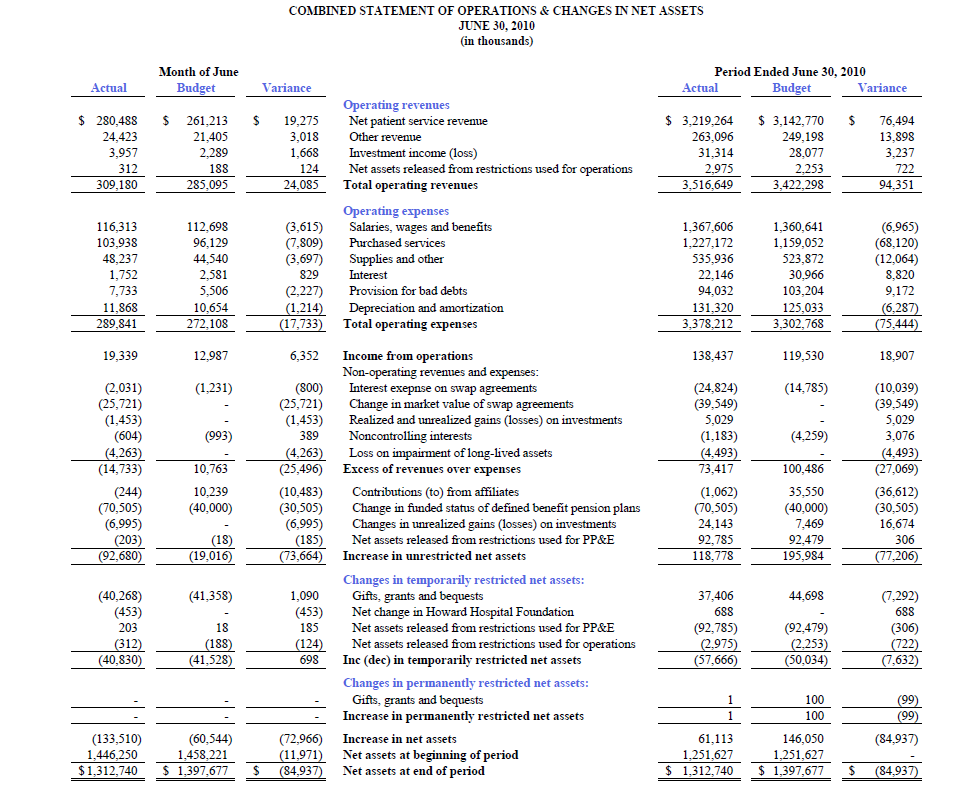 COMBINED STATEMENT OF OPERATIONS & CHANGES IN NET ASSETS
JUNE 30, 2010
(in thousands)
Month of June Period Ended June 30, 2010
Actual Budget Variance Actual Budget Variance
Operating revenues
$ 280,488 $ 261,213 $ 19,275 Net patient service revenue $ 3,219,264 $ 3,142,770 $ 76,494
24,423 21,405 3,018 Other revenue 263,096 249,198 13,898
3,957 2,289 1,668 Investment income (loss) 31,314 28,077 3,237
312 188 124 Net assets released from restrictions used for operations 2,975 2,253 722
309,180 285,095 24,085 Total operating revenues 3,516,649 3,422,298 94,351
Operating expenses
116,313 112,698 (3,615) Salaries, wages and benefits 1,367,606 1,360,641 (6,965)
103,938 96,129 (7,809) Purchased services 1,227,172 1,159,052 (68,120)
48,237 44,540 (3,697) Supplies and other 535,936 523,872 (12,064)
1,752 2,581 829 Interest 22,146 30,966 8,820
7,733 5,506 (2,227) Provision for bad debts 94,032 103,204 9,172
11,868 10,654 (1,214) Depreciation and amortization 131,320 125,033 (6,287)
289,841 272,108 (17,733) Total operating expenses 3,378,212 3,302,768 (75,444)
19,339 12,987 6,352 Income from operations 138,437 119,530 18,907
Non-operating revenues and expenses:
(2,031) (1,231) (800) Interest exepnse on swap agreements (24,824) (14,785) (10,039)
(25,721) - (25,721) Change in market value of swap agreements (39,549) - (39,549)
(1,453) - (1,453) Realized and unrealized gains (losses) on investments 5,029 - 5,029
(604) (993) 389 Noncontrolling interests (1,183) (4,259) 3,076
(4,263) - (4,263) Loss on impairment of long-lived assets (4,493) - (4,493)
(14,733) 10,763 (25,496) Excess of revenues over expenses 73,417 100,486 (27,069)
(244) 10,239 (10,483) Contributions (to) from affiliates (1,062) 35,550 (36,612)
(70,505) (40,000) (30,505) Change in funded status of defined benefit pension plans (70,505) (40,000) (30,505)
(6,995) - (6,995) Changes in unrealized gains (losses) on investments 24,143 7,469 16,674
(203) (18) (185) Net assets released from restrictions used for PP&E 92,785 92,479 306
(92,680) (19,016) (73,664) Increase in unrestricted net assets 118,778 195,984 (77,206)
Changes in temporarily restricted net assets:
(40,268) (41,358) 1,090 Gifts, grants and bequests 37,406 44,698 (7,292)
(453) - (453) Net change in Howard Hospital Foundation 688 - 688
203 18 185 Net assets released from restrictions used for PP&E (92,785) (92,479) (306)
(312) (188) (124) Net assets released from restrictions used for operations (2,975) (2,253) (722)
(40,830) (41,528) 698 Inc (dec) in temporarily restricted net assets (57,666) (50,034) (7,632)
Changes in permanently restricted net assets:
- - - Gifts, grants and bequests 1 100 (99)
- - - Increase in permanently restricted net assets 1 100 (99)
(133,510) (60,544) (72,966) Increase in net assets 61,113 146,050 (84,937)
1,446,250 1,458,221 (11,971) Net assets at beginning of period 1,251,627 1,251,627 -
$ 1,312,740 $ 1,397,677 $ (84,937) Net assets at end of period $ 1,312,740 $ 1,397,677 $ (84,937)